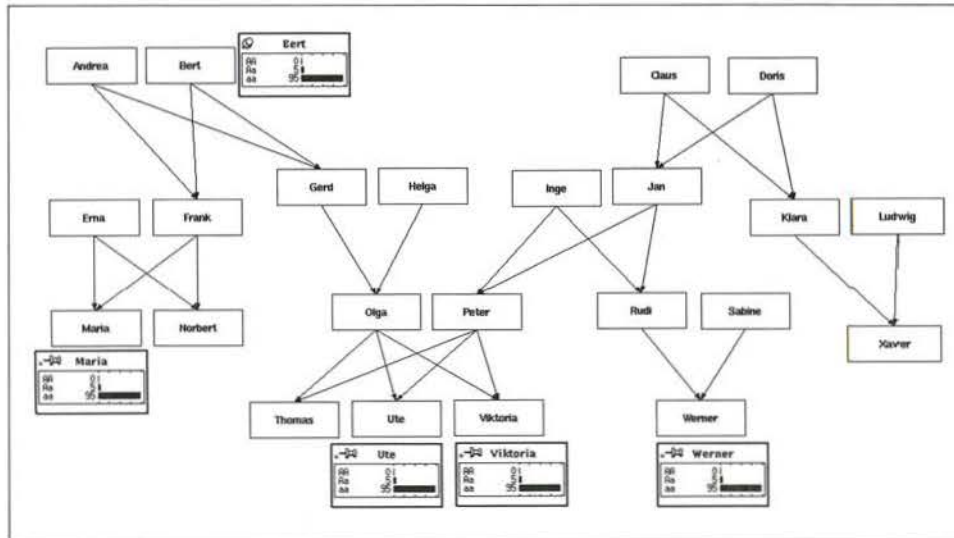 Andrea
Bert
Bert
AA 0
Aa 5
aa 95
Claus
Doris
Gerd
Helga
Inge
Jan
Erna
Frank
Klara
Ludwig
Maria
Norbert
Olga
Peter
Rudi
Sabine
Xaver
Maria
AA 0
Aa 5
aa 95
Thomas
Ute
Viktoria
Werner
Ute
AA 0
Aa 5
aa 95
Viktoria
AA 0
Aa 5
aa 95
Werner
AA 0
Aa 5
aa 95